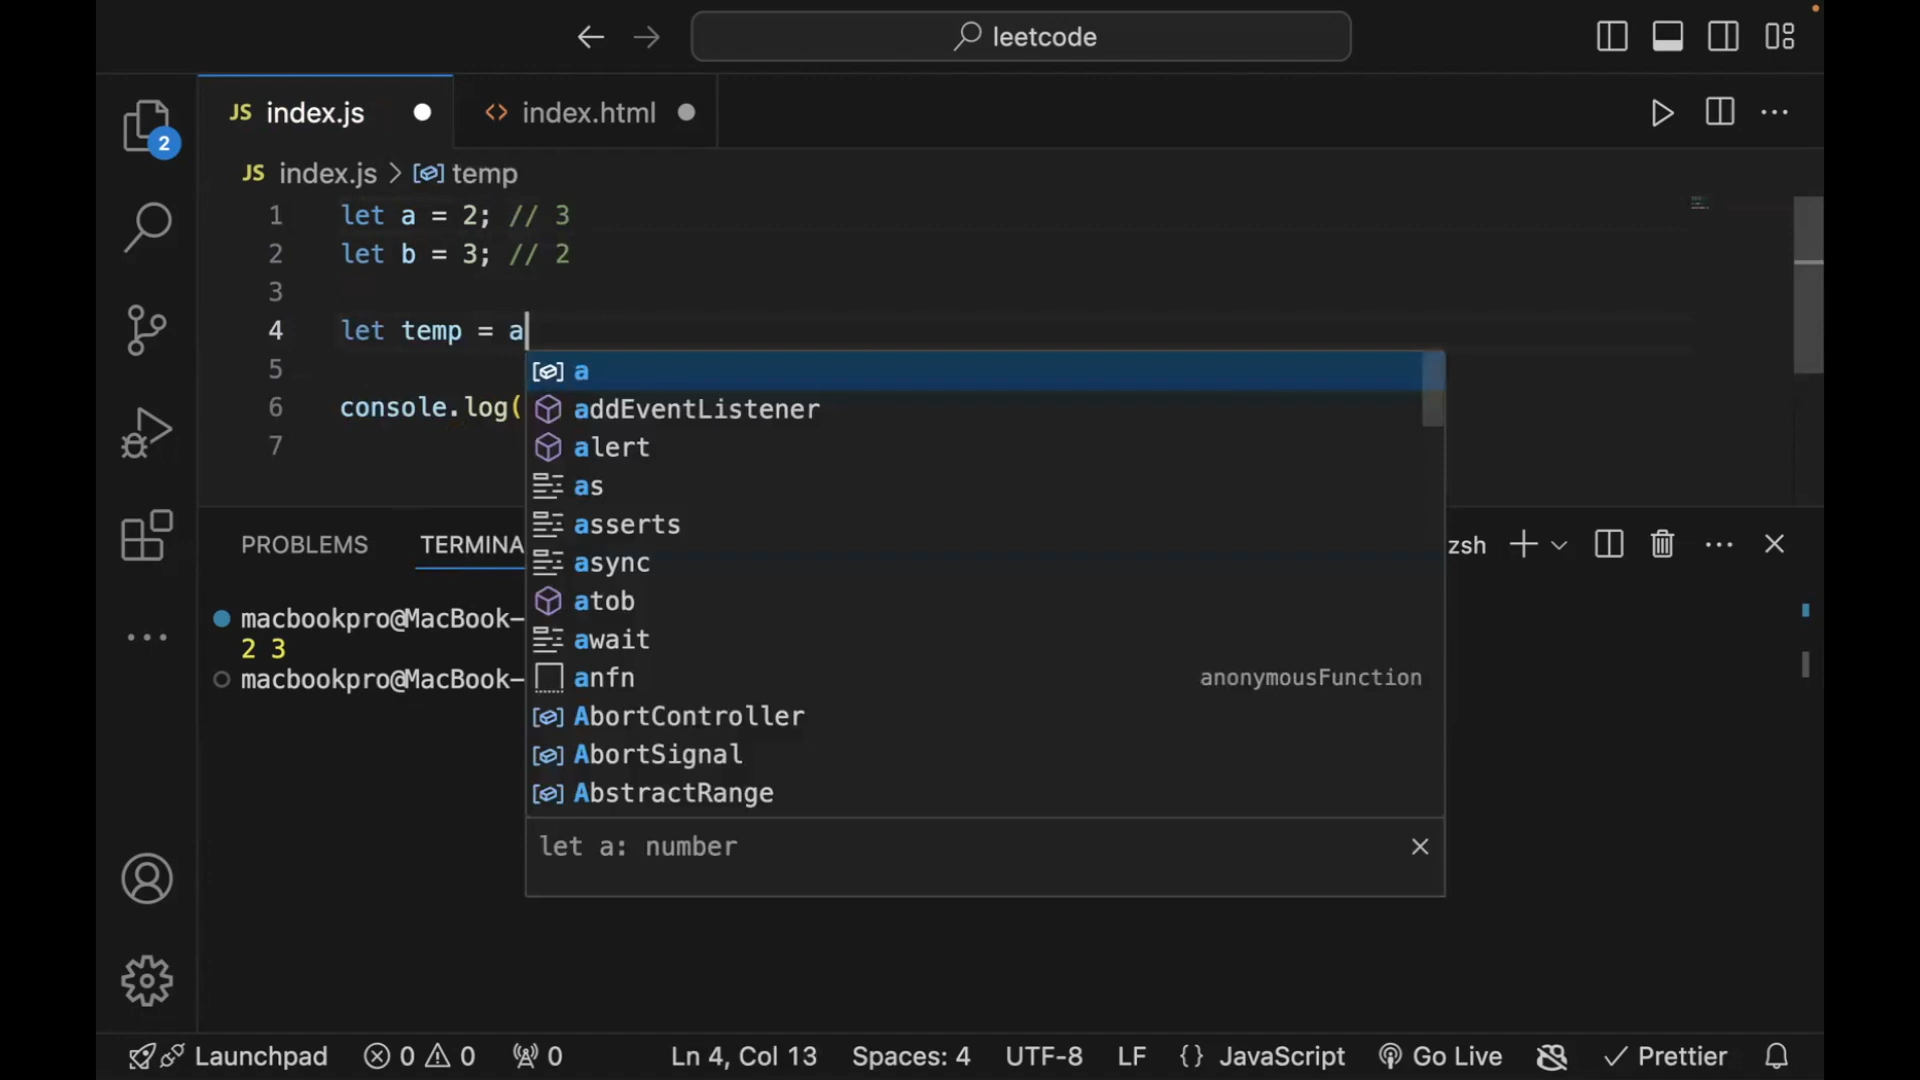 leetcode
JS index.js
index.html
2
JS index.js > temp
1 let a = 2; // 3
2 let b = 3; // 2
3
4 let temp = a
5
6 console.log(
7
a
addEventListener
alert
as
asserts
async
atob
await
anfn anonymousFunction
AbortController
AbortSignal
AbstractRange
let a: number
PROBLEMS TERMINA
zsh
macbookpro@MacBook-
2 3
macbookpro@MacBook-
Launchpad 0 0 0 Ln 4, Col 13 Spaces: 4 UTF-8 LF {} JavaScript Go Live Prettier